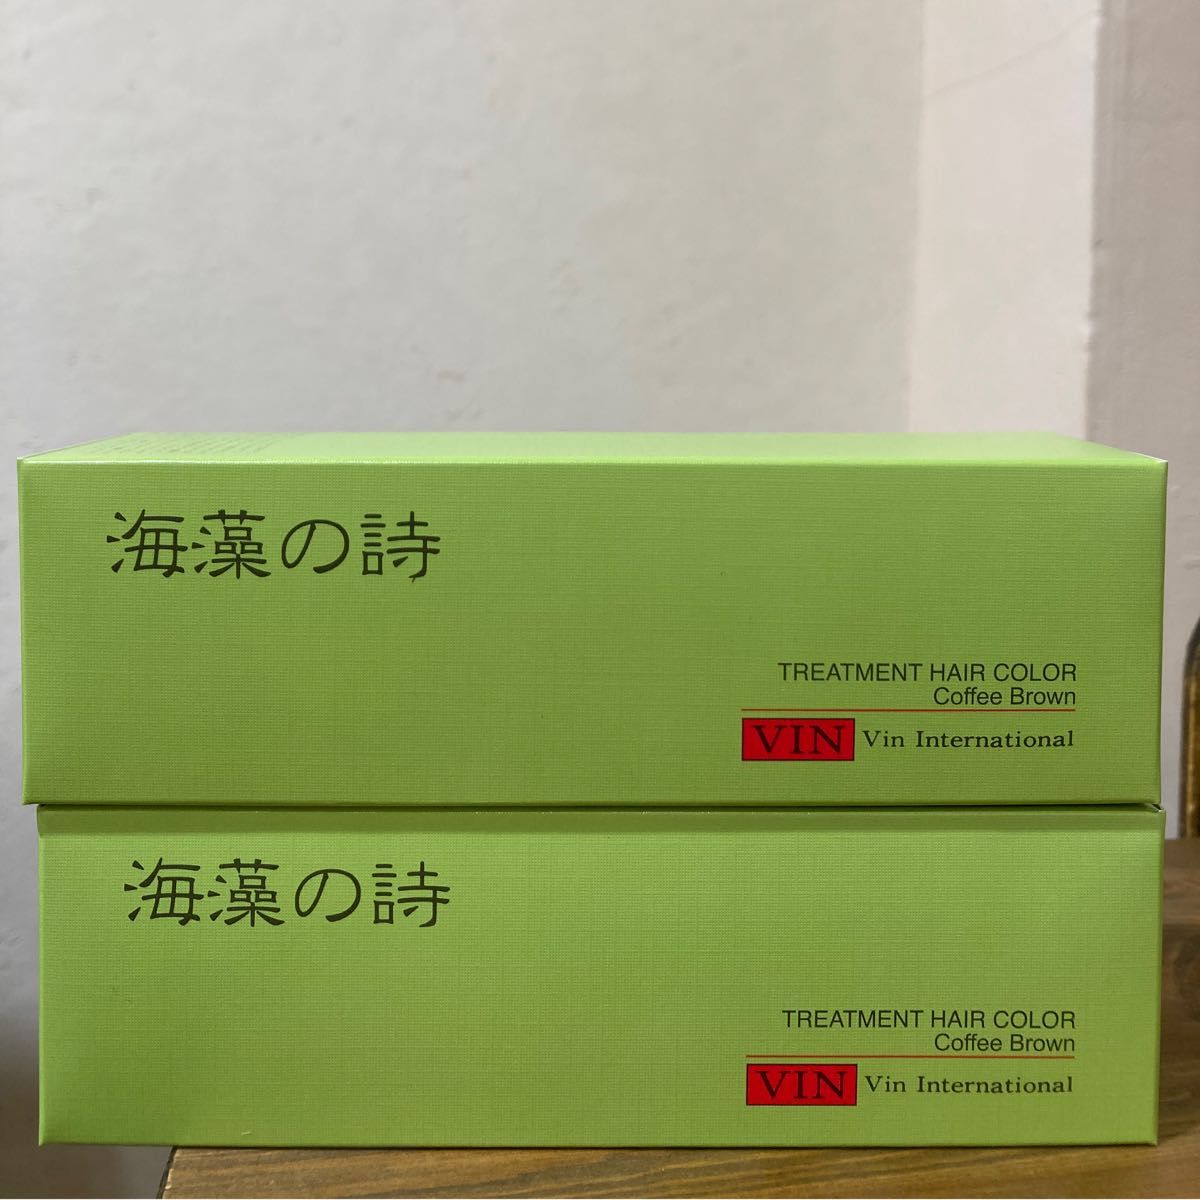 海藻の詩
TREATMENT HAIR COLOR
Coffee Brown
VIN Vin International
海藻の詩
TREATMENT HAIR COLOR
Coffee Brown
VIN Vin International